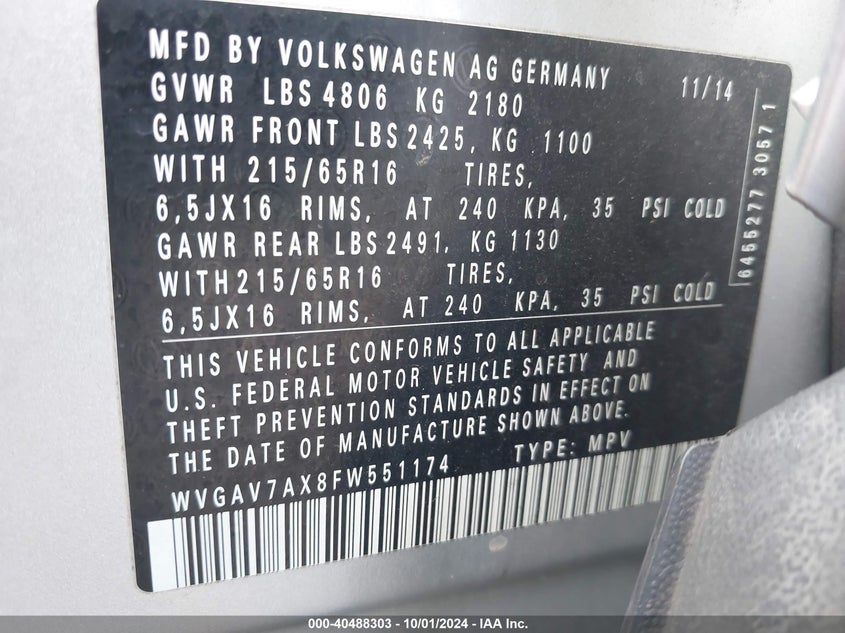 MFD BY VOLKSWAGEN AG GERMANY 11/14
GVWR LBS 4806 KG 2180
GAWR FRONT LBS 2425, KG 1100
WITH 215/65R16 TIRES,
6,5JX16 RIMS, AT 240 KPA, 35 PSI COLD
GAWR REAR LBS 2491, KG 1130
WITH 215/65R16 TIRES,
6,5JX16 RIMS, AT 240 KPA, 35 PSI COLD
THIS VEHICLE CONFORMS TO ALL APPLICABLE
U.S. FEDERAL MOTOR VEHICLE SAFETY AND
THEFT PREVENTION STANDARDS IN EFFECT ON
THE DATE OF MANUFACTURE SHOWN ABOVE.
WVGAV7AX8FW551174 TYPE: MPV
6455277 3057 1
000-40488303 - 10/01/2024 - IAA Inc.